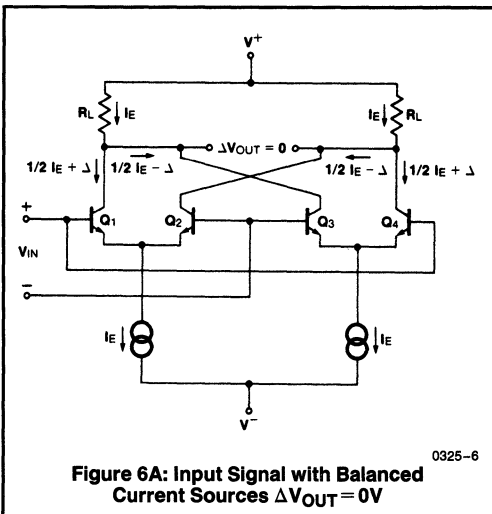 V+
RL
IE
IE
RL
ΔVOUT = 0
1/2 IE + Δ
1/2 IE − Δ
1/2 IE − Δ
1/2 IE + Δ
+
Q1
Q2
Q3
Q4
VIN
−
IE
IE
V−
0325–6
Figure 6A: Input Signal with Balanced
Current Sources ΔVOUT = 0V